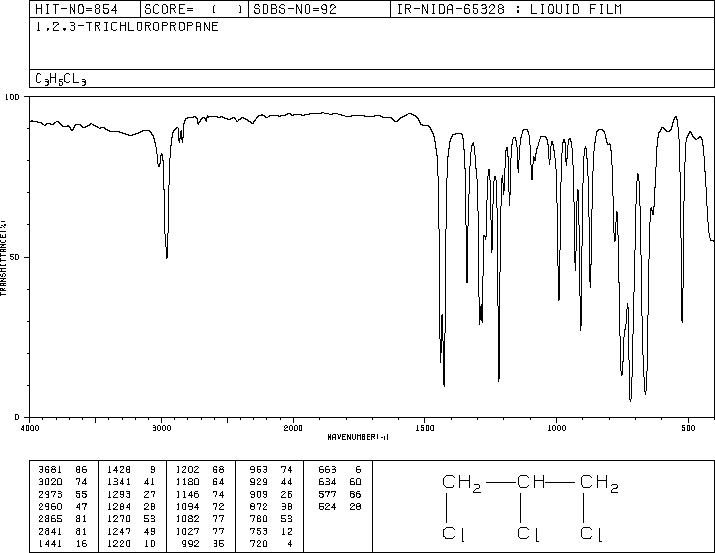 HIT-NO=854 SCORE= ( ) SDBS-NO=92 IR-NIDA-65328 : LIQUID FILM
1,2,3-TRICHLOROPROPANE
C3H5CL3
100
50
0
TRANSMITTANCE(%)
4000 3000 2000 1500 1000 500
WAVENUMBER(-1)
3681 86 1428 9 1202 68 963 74 663 6
3020 74 1341 41 1180 64 929 44 634 60
2973 55 1293 27 1146 74 909 26 577 86
2960 47 1284 28 1094 72 872 38 524 28
2865 81 1270 53 1082 77 780 53
2841 81 1247 49 1027 77 753 12
1441 16 1220 10 992 35 720 4
CH2 CH CH2
Cl Cl Cl